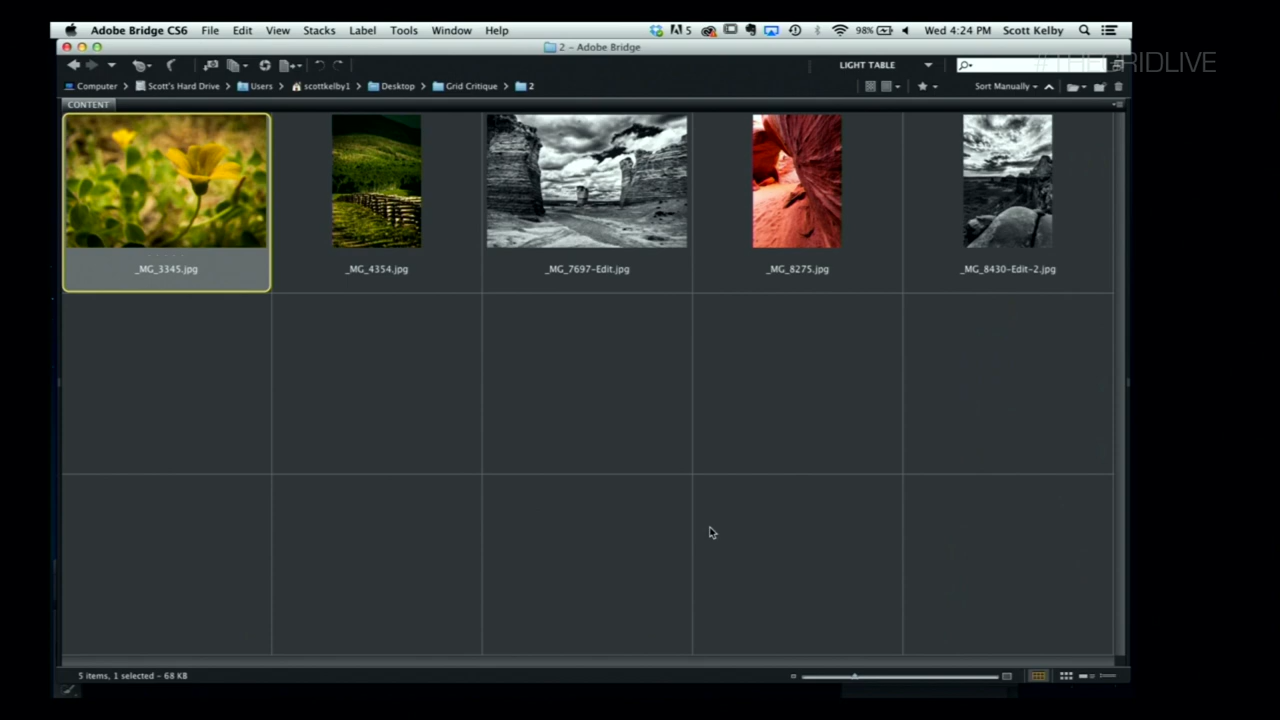 Adobe Bridge CS6 File Edit View Stacks Label Tools Window Help 5 98% Wed 4:24 PM Scott Kelby
2 – Adobe Bridge
LIGHT TABLE
#THEGRIDLIVE
Computer > Scott's Hard Drive > Users > scottkelby1 > Desktop > Grid Critique > 2 Sort Manually
CONTENT
_MG_3345.jpg _MG_4354.jpg _MG_7697-Edit.jpg _MG_8275.jpg _MG_8430-Edit-2.jpg
5 items, 1 selected – 68 KB